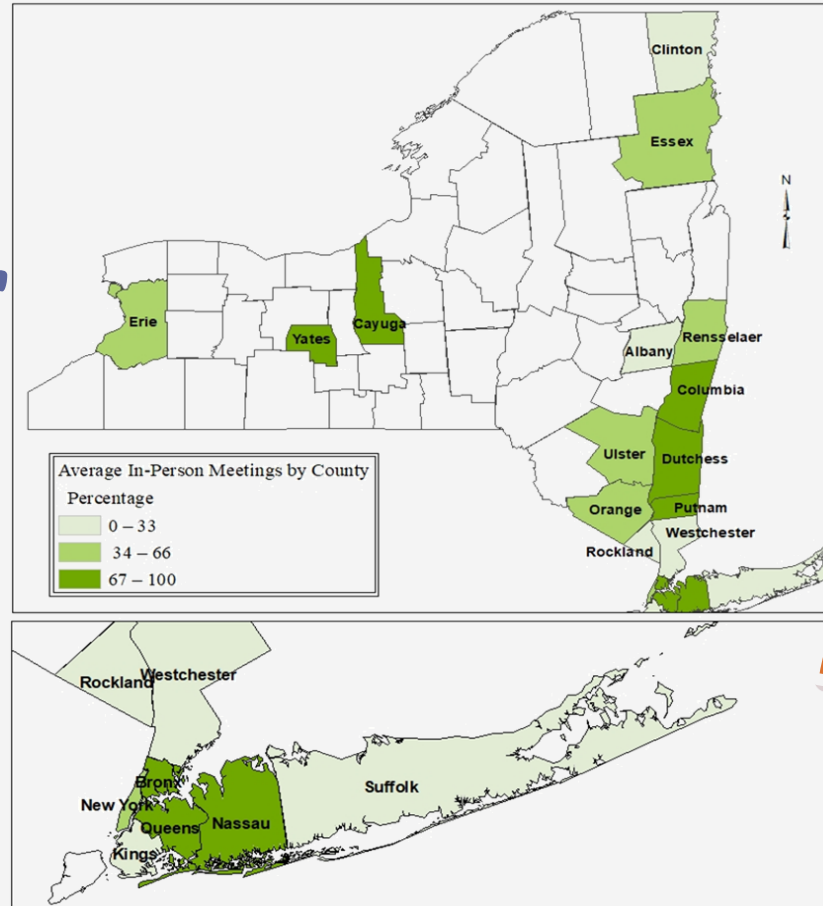 Clinton
Essex
N
Erie
Yates
Cayuga
Albany
Rensselaer
Columbia
Ulster
Dutchess
Orange
Putnam
Westchester
Rockland
Average In-Person Meetings by County
Percentage
0 – 33
34 – 66
67 – 100
Rockland
Westchester
Bronx
New York
Queens
Nassau
Suffolk
Kings